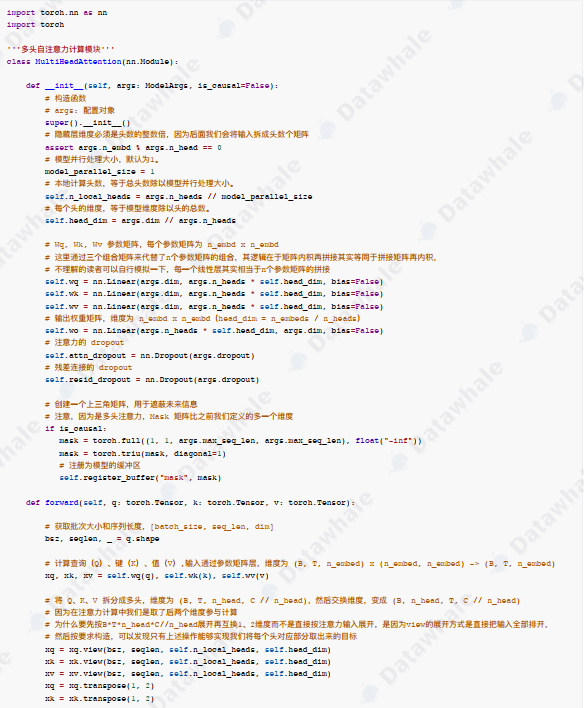 import torch.nn as nn
import torch
'''多头自注意力计算模块'''
class MultiHeadAttention(nn.Module):
def __init__(self, args: ModelArgs, is_causal=False):
# 构造函数
# args: 配置对象
super().__init__()
# 隐藏层维度必须是头数的整数倍，因为后面我们会将输入拆成头数个矩阵
assert args.n_embd % args.n_head == 0
# 模型并行处理大小，默认为1。
model_parallel_size = 1
# 本地计算头数，等于总头数除以模型并行处理大小。
self.n_local_heads = args.n_heads // model_parallel_size
# 每个头的维度，等于模型维度除以头的总数。
self.head_dim = args.dim // args.n_heads
# Wq, Wk, Wv 参数矩阵，每个参数矩阵为 n_embd x n_embd
# 这里通过三个组合矩阵来代替了n个参数矩阵的组合，其逻辑在于矩阵内积再拼接其实等同于拼接矩阵再内积，
# 不理解的读者可以自行模拟一下，每一个线性层其实相当于n个参数矩阵的拼接
self.wq = nn.Linear(args.dim, args.n_heads * self.head_dim, bias=False)
self.wk = nn.Linear(args.dim, args.n_heads * self.head_dim, bias=False)
self.wv = nn.Linear(args.dim, args.n_heads * self.head_dim, bias=False)
# 输出权重矩阵，维度为 n_embd x n_embd（head_dim = n_embeds / n_heads）
self.wo = nn.Linear(args.n_heads * self.head_dim, args.dim, bias=False)
# 注意力的 dropout
self.attn_dropout = nn.Dropout(args.dropout)
# 残差连接的 dropout
self.resid_dropout = nn.Dropout(args.dropout)
# 创建一个上三角矩阵，用于遮蔽未来信息
# 注意，因为是多头注意力，Mask 矩阵比之前我们定义的多一个维度
if is_causal:
mask = torch.full((1, 1, args.max_seq_len, args.max_seq_len), float("-inf"))
mask = torch.triu(mask, diagonal=1)
# 注册为模型的缓冲区
self.register_buffer("mask", mask)
def forward(self, q: torch.Tensor, k: torch.Tensor, v: torch.Tensor):
# 获取批次大小和序列长度，[batch_size, seq_len, dim]
bsz, seqlen, _ = q.shape
# 计算查询（Q）、键（K）、值（V）,输入通过参数矩阵层，维度为 (B, T, n_embed) x (n_embed, n_embed) -> (B, T, n_embed)
xq, xk, xv = self.wq(q), self.wk(k), self.wv(v)
# 将 Q、K、V 拆分成多头，维度为 (B, T, n_head, C // n_head)，然后交换维度，变成 (B, n_head, T, C // n_head)
# 因为在注意力计算中我们是取了后两个维度参与计算
# 为什么要先按B*T*n_head*C//n_head展开再互换1、2维度而不是直接按注意力输入展开，是因为view的展开方式是直接把输入全部排开，
# 然后按要求构造，可以发现只有上述操作能够实现我们将每个头对应部分取出来的目标
xq = xq.view(bsz, seqlen, self.n_local_heads, self.head_dim)
xk = xk.view(bsz, seqlen, self.n_local_heads, self.head_dim)
xv = xv.view(bsz, seqlen, self.n_local_heads, self.head_dim)
xq = xq.transpose(1, 2)
xk = xk.transpose(1, 2)